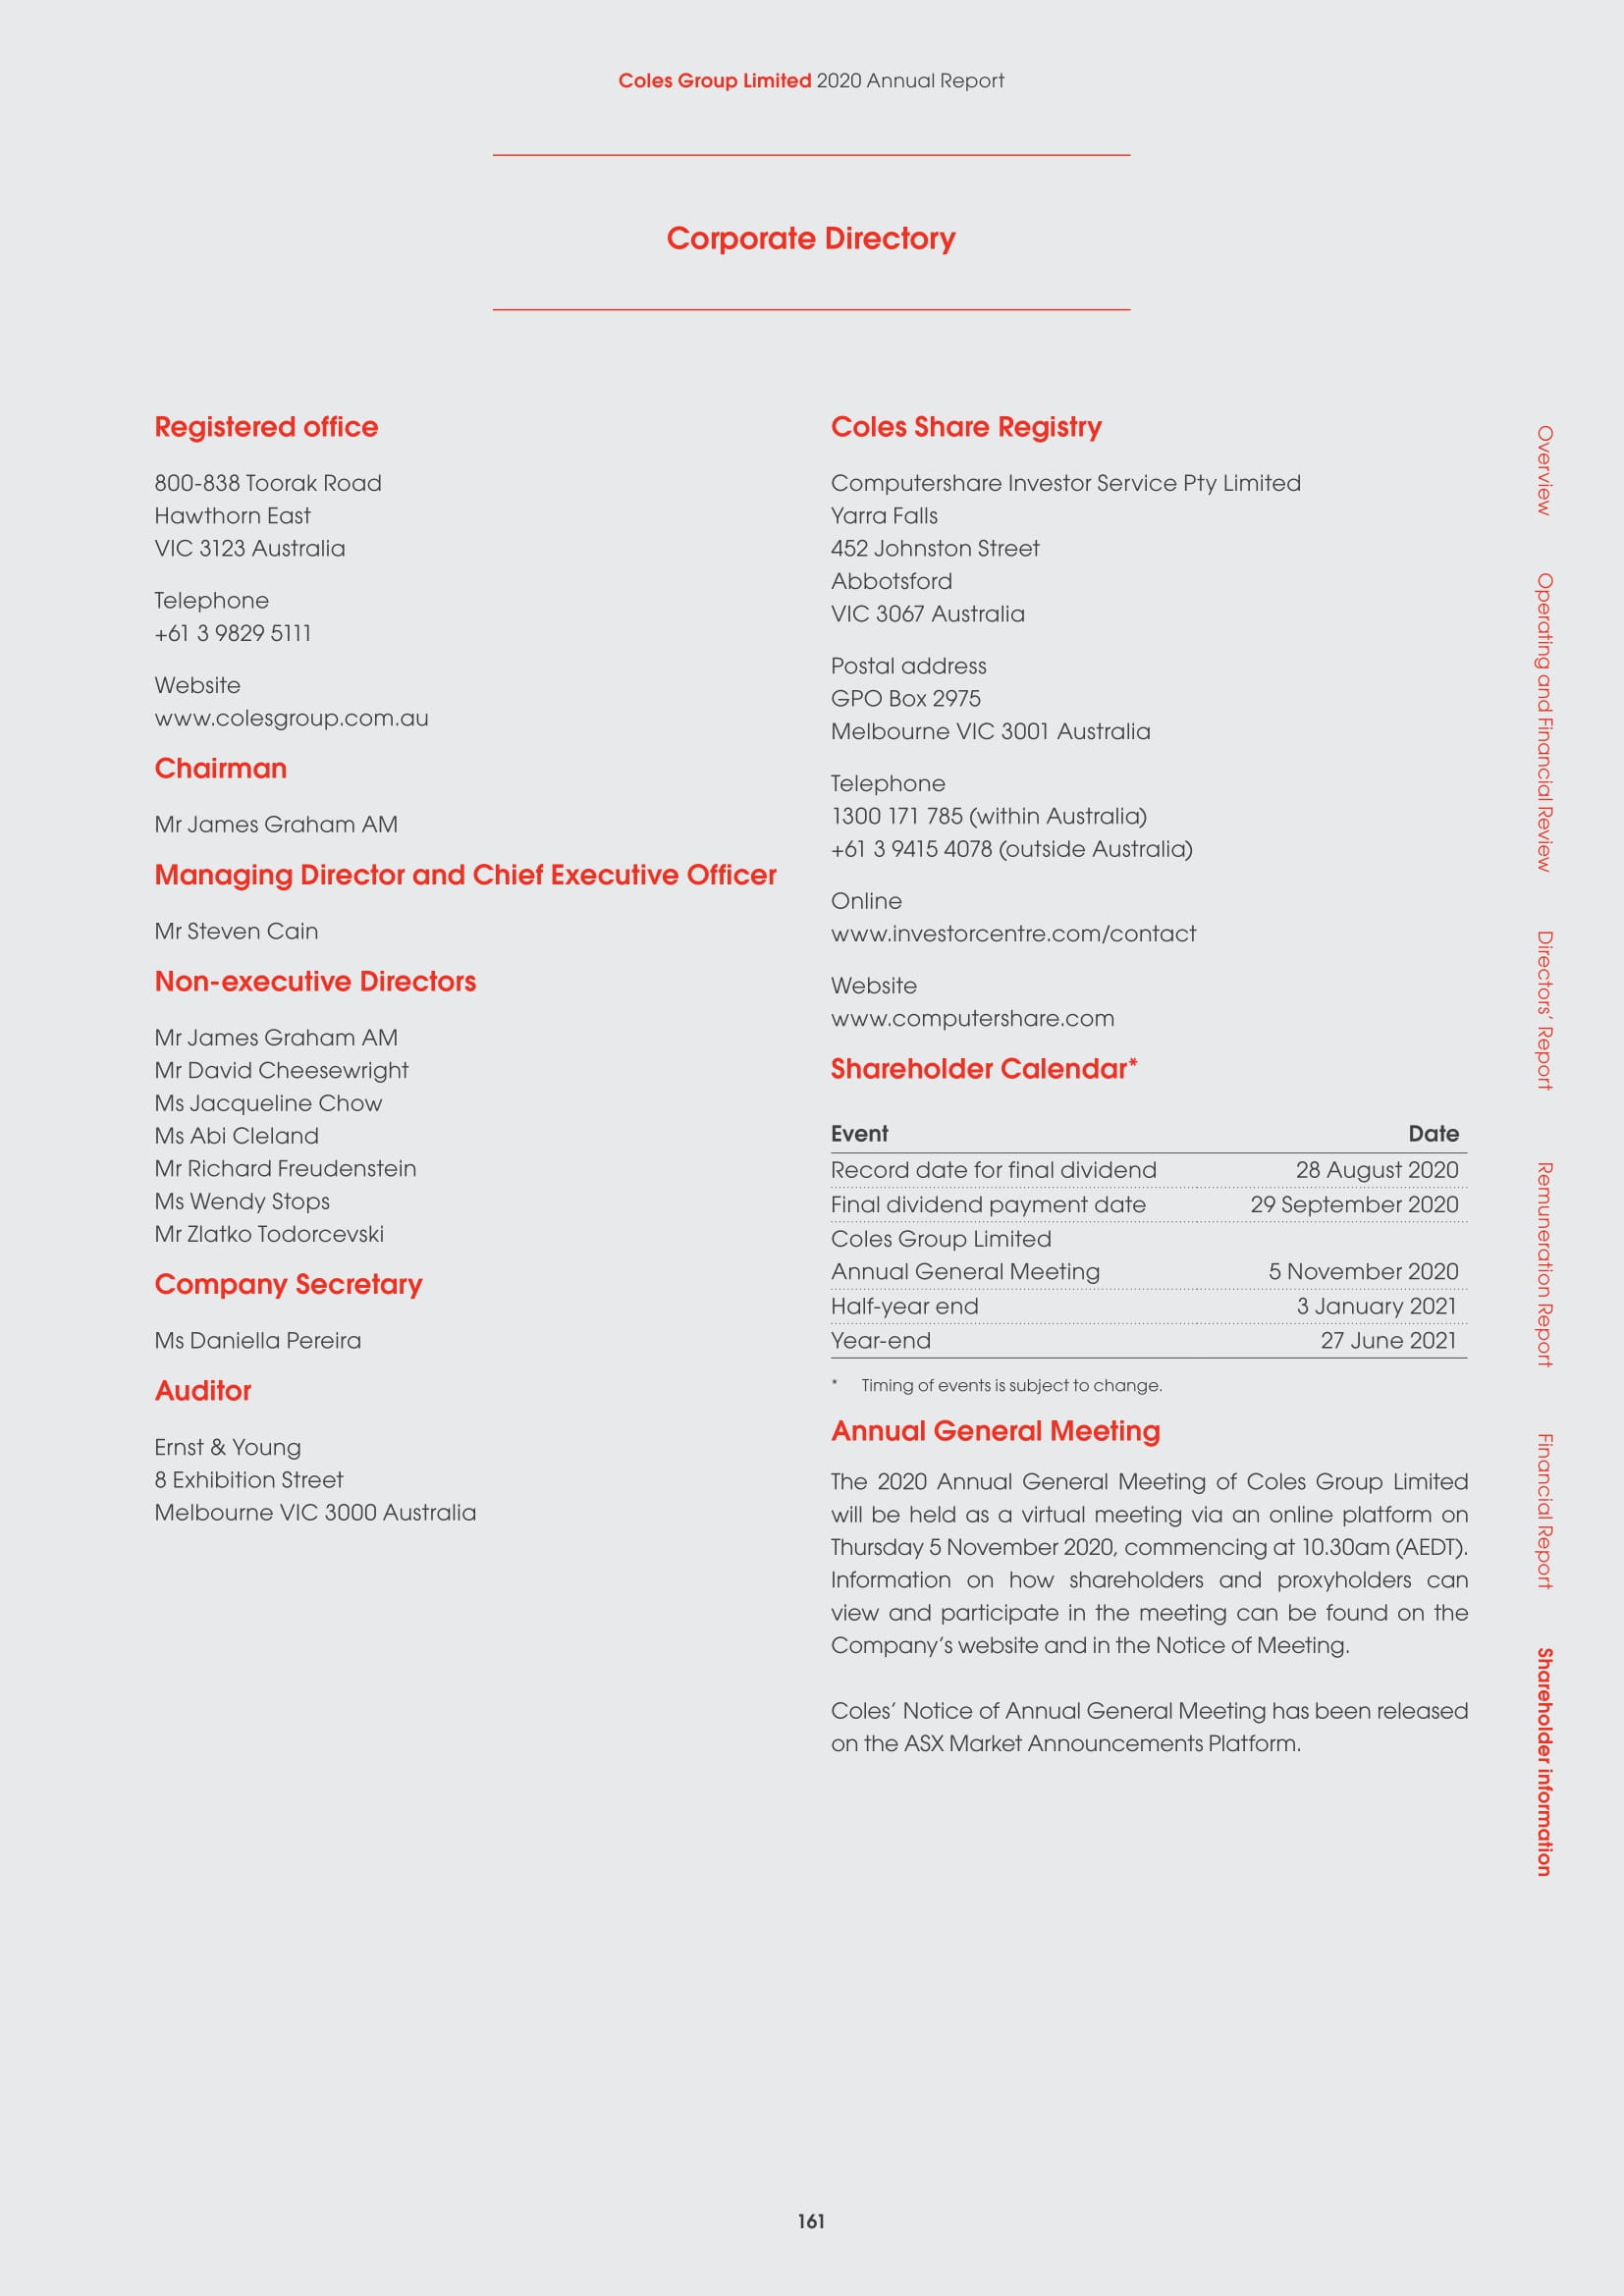 Coles Group Limited 2020 Annual Report
Corporate Directory
Registered office
800-838 Toorak Road
Hawthorn East
VIC 3123 Australia
Telephone
+61 3 9829 5111
Website
www.colesgroup.com.au
Chairman
Mr James Graham AM
Managing Director and Chief Executive Officer
Mr Steven Cain
Non-executive Directors
Mr James Graham AM
Mr David Cheesewright
Ms Jacqueline Chow
Ms Abi Cleland
Mr Richard Freudenstein
Ms Wendy Stops
Mr Zlatko Todorcevski
Company Secretary
Ms Daniella Pereira
Auditor
Ernst & Young
8 Exhibition Street
Melbourne VIC 3000 Australia
Coles Share Registry
Computershare Investor Service Pty Limited
Yarra Falls
452 Johnston Street
Abbotsford
VIC 3067 Australia
Postal address
GPO Box 2975
Melbourne VIC 3001 Australia
Telephone
1300 171 785 (within Australia)
+61 3 9415 4078 (outside Australia)
Online
www.investorcentre.com/contact
Website
www.computershare.com
Shareholder Calendar*
Event Date
Record date for final dividend 28 August 2020
Final dividend payment date 29 September 2020
Coles Group Limited
Annual General Meeting 5 November 2020
Half-year end 3 January 2021
Year-end 27 June 2021
* Timing of events is subject to change.
Annual General Meeting
The 2020 Annual General Meeting of Coles Group Limited
will be held as a virtual meeting via an online platform on
Thursday 5 November 2020, commencing at 10.30am (AEDT).
Information on how shareholders and proxyholders can
view and participate in the meeting can be found on the
Company's website and in the Notice of Meeting.
Coles' Notice of Annual General Meeting has been released
on the ASX Market Announcements Platform.
Overview
Operating and Financial Review
Directors' Report
Remuneration Report
Financial Report
Shareholder information
161